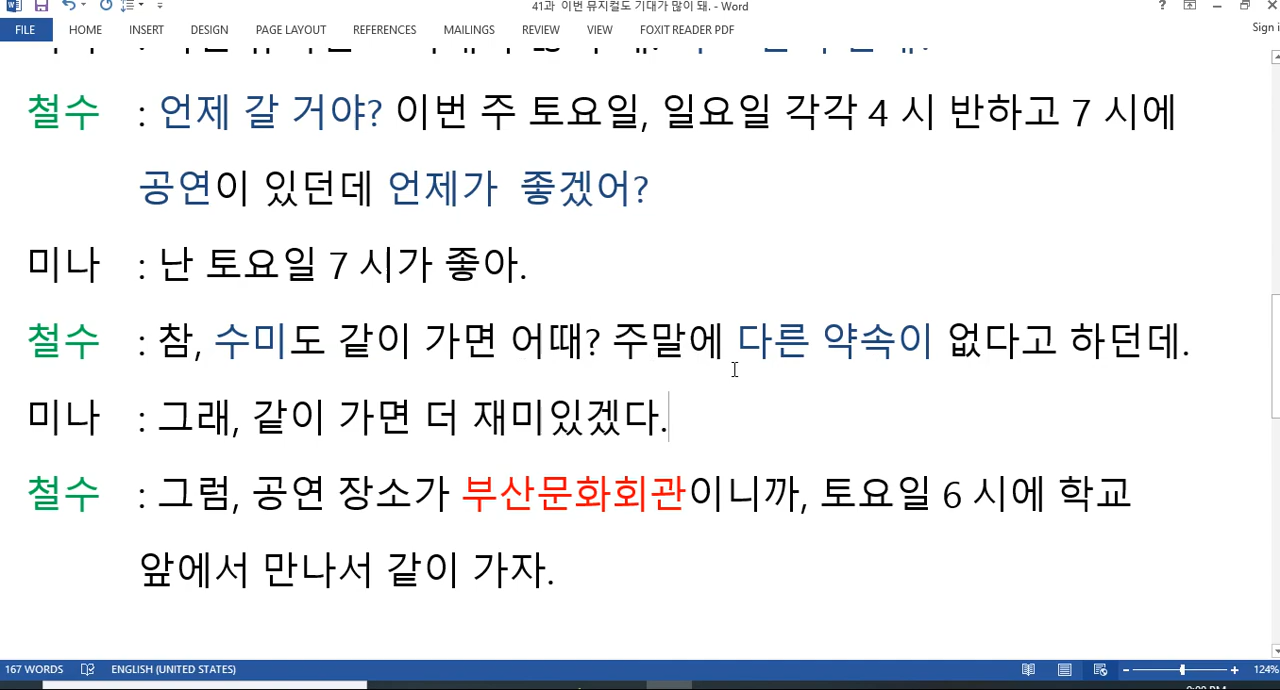 41과 이번 뮤지컬도 기대가 많이 돼. - Word
FILE HOME INSERT DESIGN PAGE LAYOUT REFERENCES MAILINGS REVIEW VIEW FOXIT READER PDF Sign i
철수 : 언제 갈 거야? 이번 주 토요일, 일요일 각각 4 시 반하고 7 시에
공연이 있던데 언제가 좋겠어?
미나 : 난 토요일 7 시가 좋아.
철수 : 참, 수미도 같이 가면 어때? 주말에 다른 약속이 없다고 하던데.
미나 : 그래, 같이 가면 더 재미있겠다.
철수 : 그럼, 공연 장소가 부산문화회관이니까, 토요일 6 시에 학교
앞에서 만나서 같이 가자.
167 WORDS ENGLISH (UNITED STATES) 124%